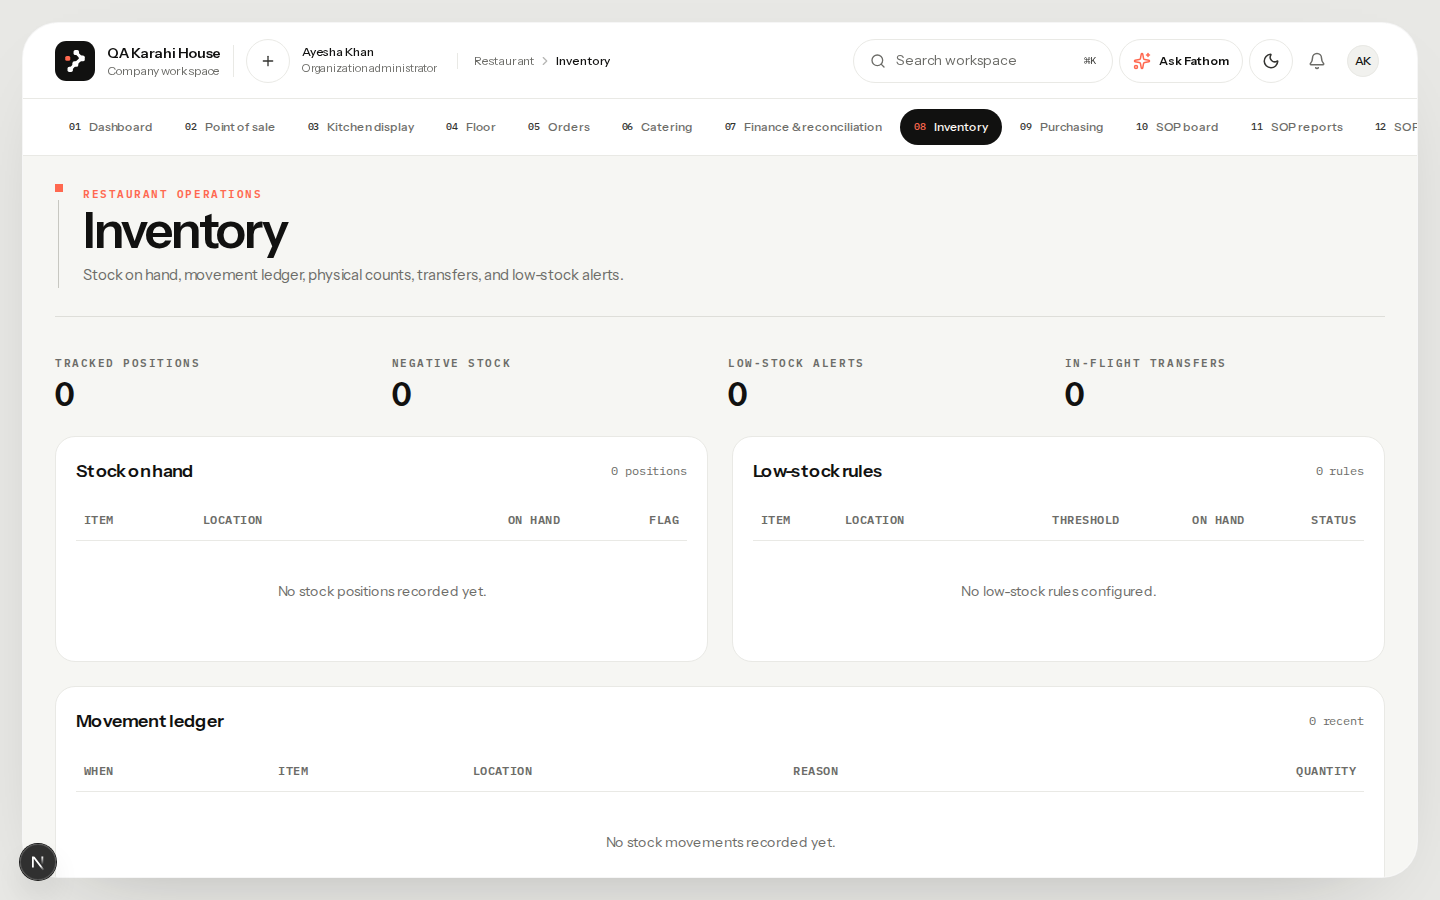 QA Karahi House
Company workspace
Ayesha Khan
Organization administrator
Restaurant > Inventory
Search workspace ⌘K
Ask Fathom
AK
01 Dashboard
02 Point of sale
03 Kitchen display
04 Floor
05 Orders
06 Catering
07 Finance & reconciliation
08 Inventory
09 Purchasing
10 SOP board
11 SOP reports
12 SOP
RESTAURANT OPERATIONS
Inventory
Stock on hand, movement ledger, physical counts, transfers, and low-stock alerts.
TRACKED POSITIONS
0
NEGATIVE STOCK
0
LOW-STOCK ALERTS
0
IN-FLIGHT TRANSFERS
0
Stock on hand
0 positions
ITEM LOCATION ON HAND FLAG
No stock positions recorded yet.
Low-stock rules
0 rules
ITEM LOCATION THRESHOLD ON HAND STATUS
No low-stock rules configured.
Movement ledger
0 recent
WHEN ITEM LOCATION REASON QUANTITY
No stock movements recorded yet.
N